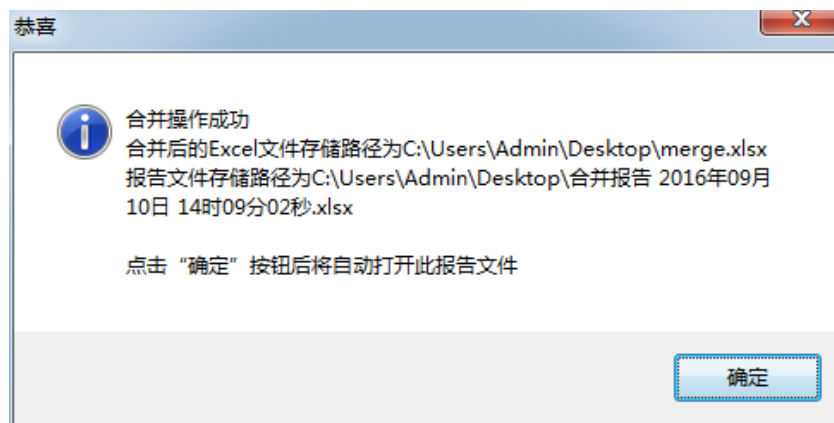 恭喜
合并操作成功
合并后的Excel文件存储路径为C:\Users\Admin\Desktop\merge.xlsx
报告文件存储路径为C:\Users\Admin\Desktop\合并报告 2016年09月
10日 14时09分02秒.xlsx
点击“确定”按钮后将自动打开此报告文件
确定